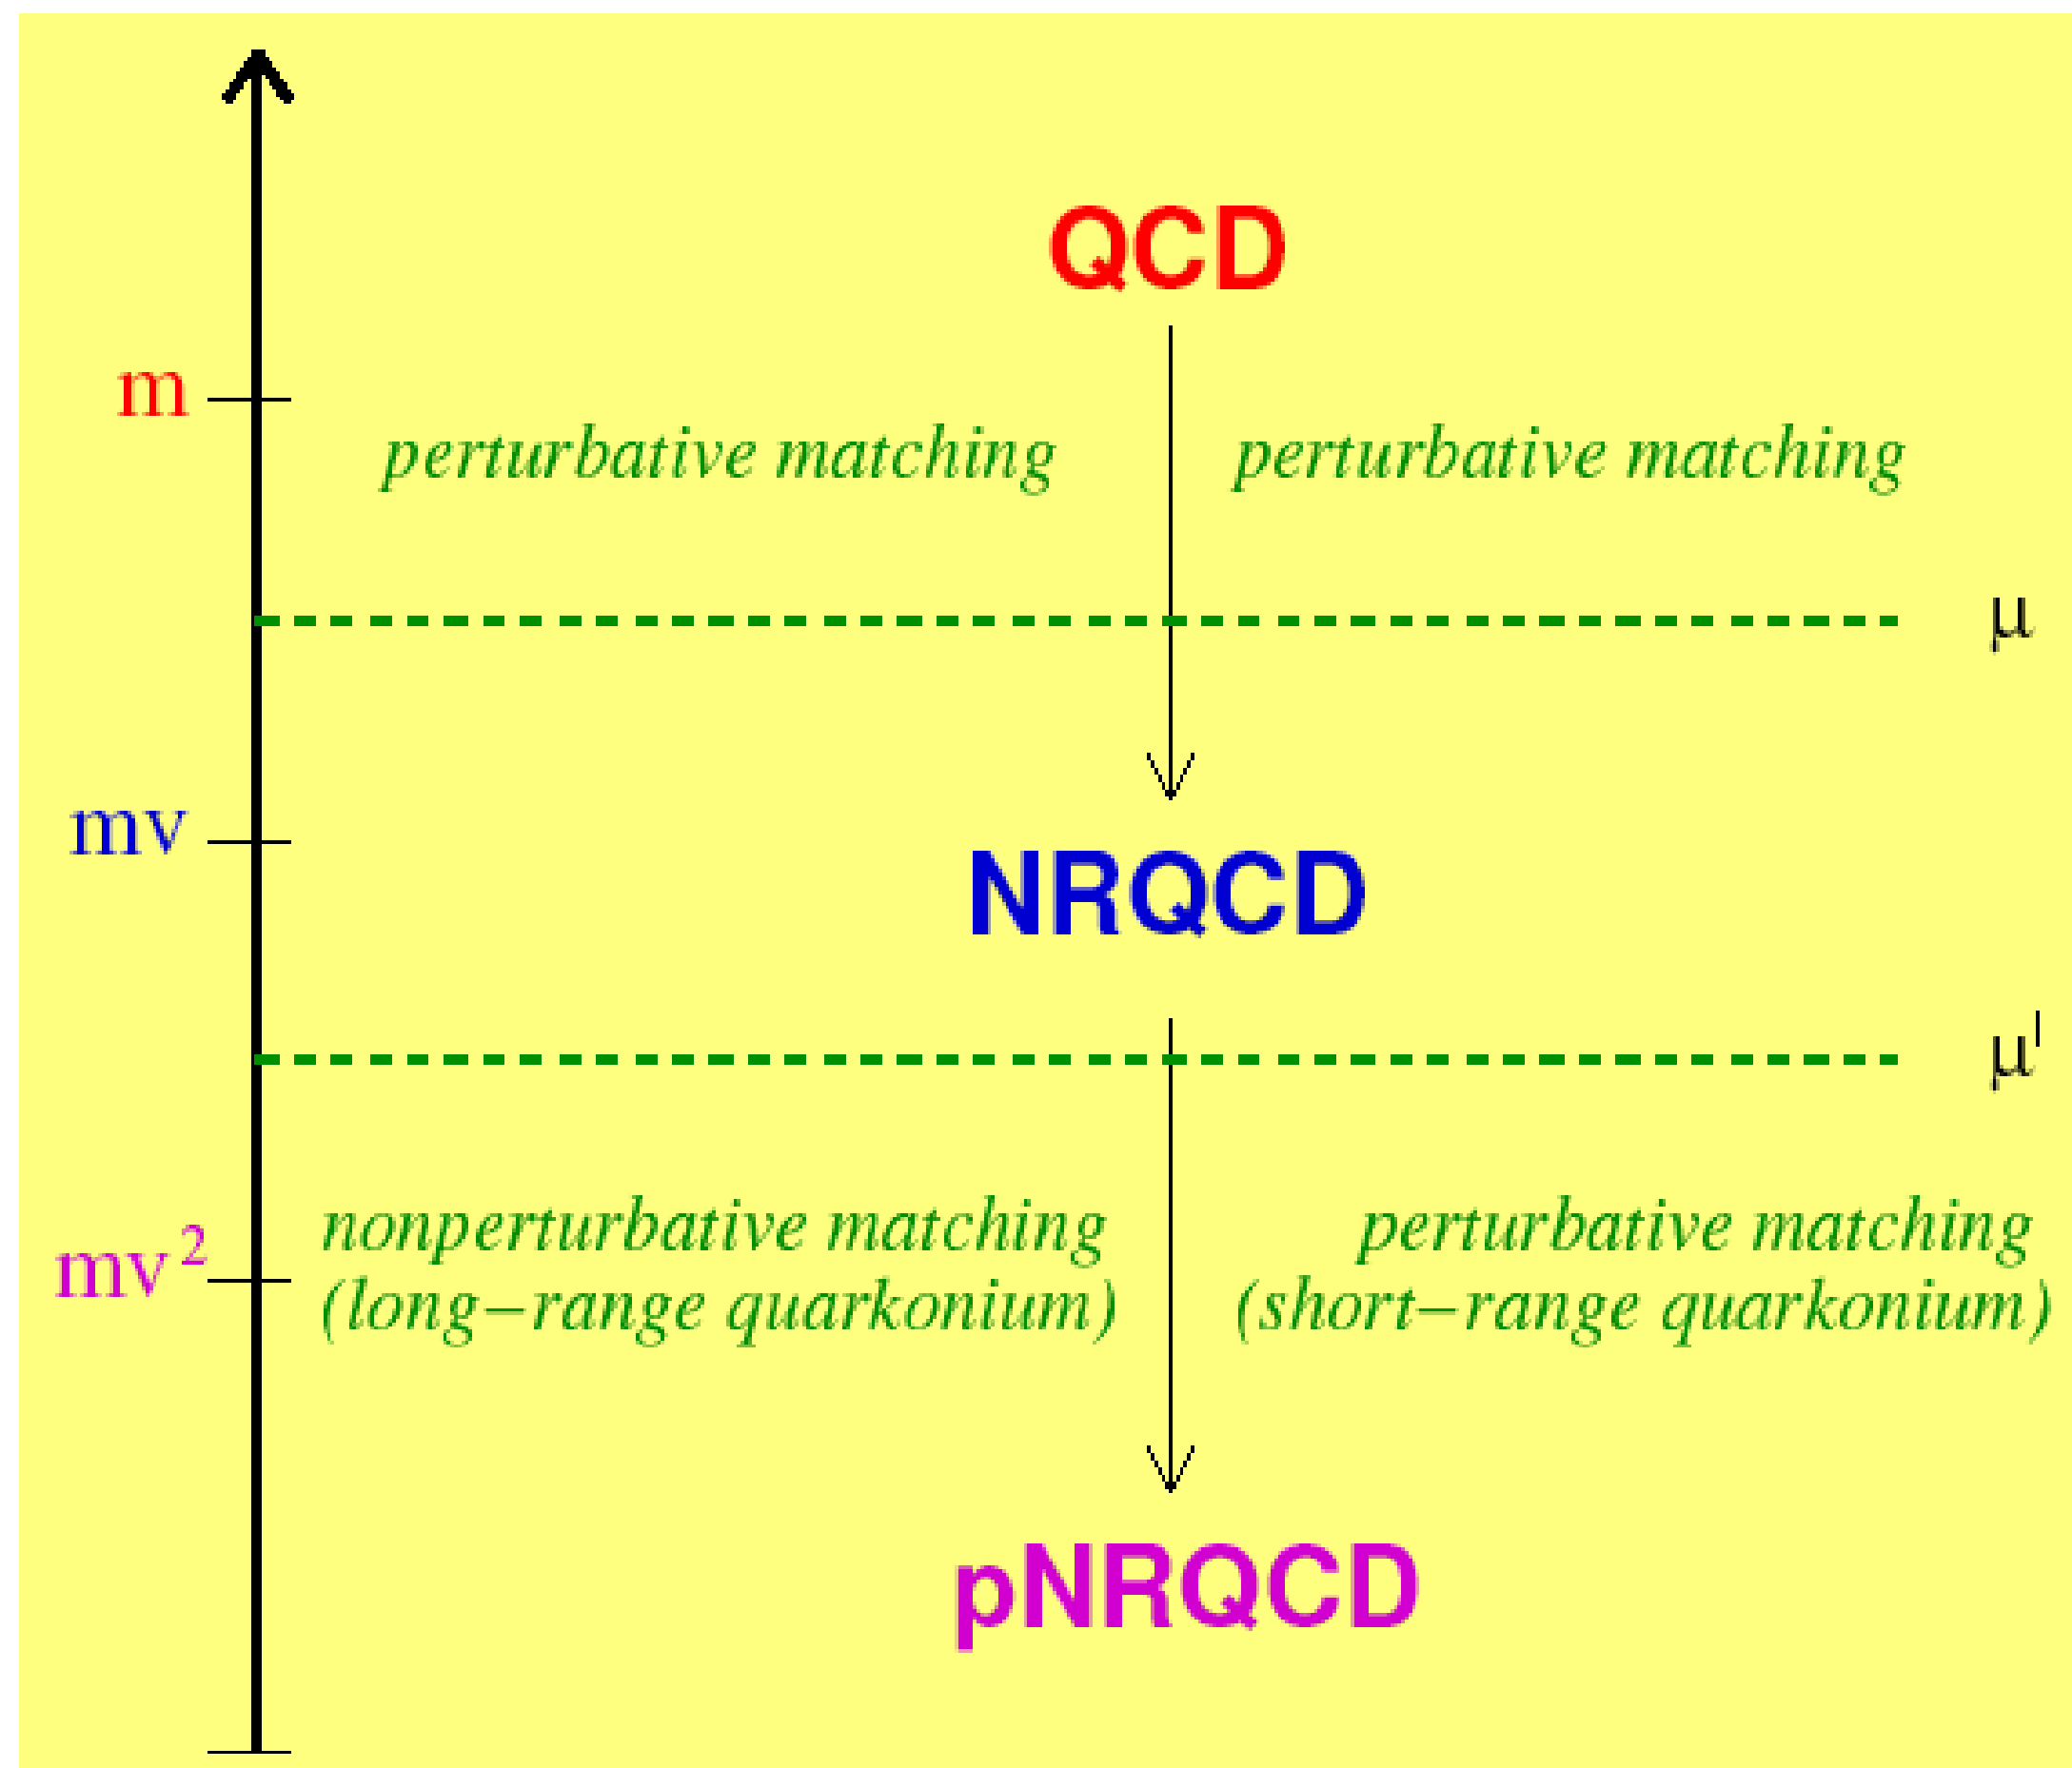 QCD
m
perturbative matching perturbative matching
μ
mv
NRQCD
μ'
mv²
nonperturbative matching perturbative matching
(long−range quarkonium) (short−range quarkonium)
pNRQCD